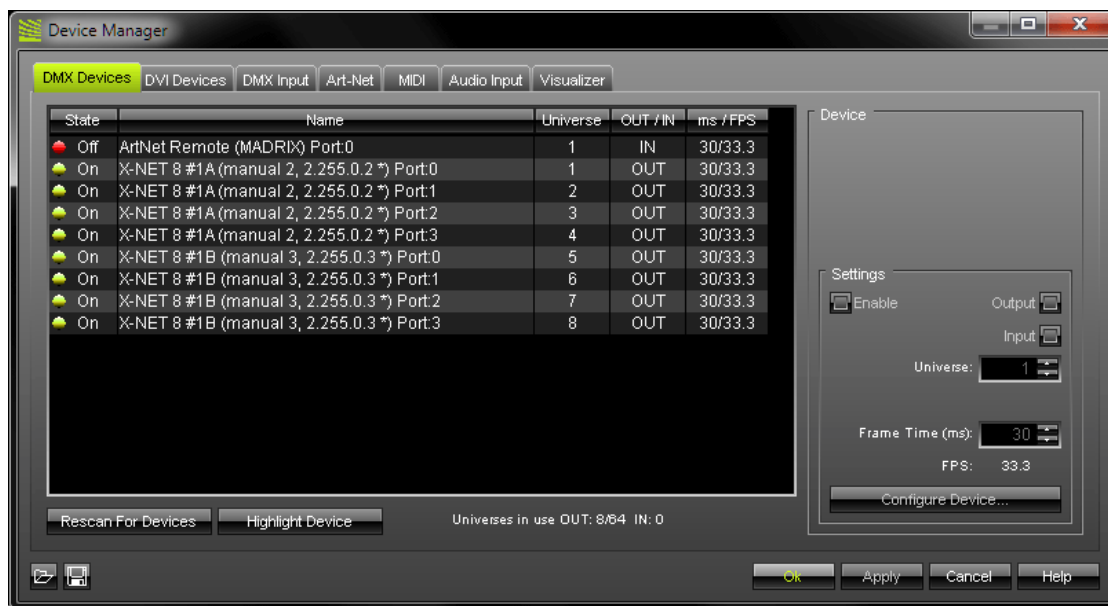 Device Manager
DMX Devices DVI Devices DMX Input Art-Net MIDI Audio Input Visualizer
State Name Universe OUT / IN ms / FPS
Off ArtNet Remote (MADRIX) Port:0 1 IN 30/33.3
On X-NET 8 #1A (manual 2, 2.255.0.2 *) Port:0 1 OUT 30/33.3
On X-NET 8 #1A (manual 2, 2.255.0.2 *) Port:1 2 OUT 30/33.3
On X-NET 8 #1A (manual 2, 2.255.0.2 *) Port:2 3 OUT 30/33.3
On X-NET 8 #1A (manual 2, 2.255.0.2 *) Port:3 4 OUT 30/33.3
On X-NET 8 #1B (manual 3, 2.255.0.3 *) Port:0 5 OUT 30/33.3
On X-NET 8 #1B (manual 3, 2.255.0.3 *) Port:1 6 OUT 30/33.3
On X-NET 8 #1B (manual 3, 2.255.0.3 *) Port:2 7 OUT 30/33.3
On X-NET 8 #1B (manual 3, 2.255.0.3 *) Port:3 8 OUT 30/33.3
Rescan For Devices Highlight Device Universes in use OUT: 8/64 IN: 0
Device
Settings
Enable Output
Input
Universe: 1
Frame Time (ms): 30
FPS: 33.3
Configure Device...
Ok Apply Cancel Help